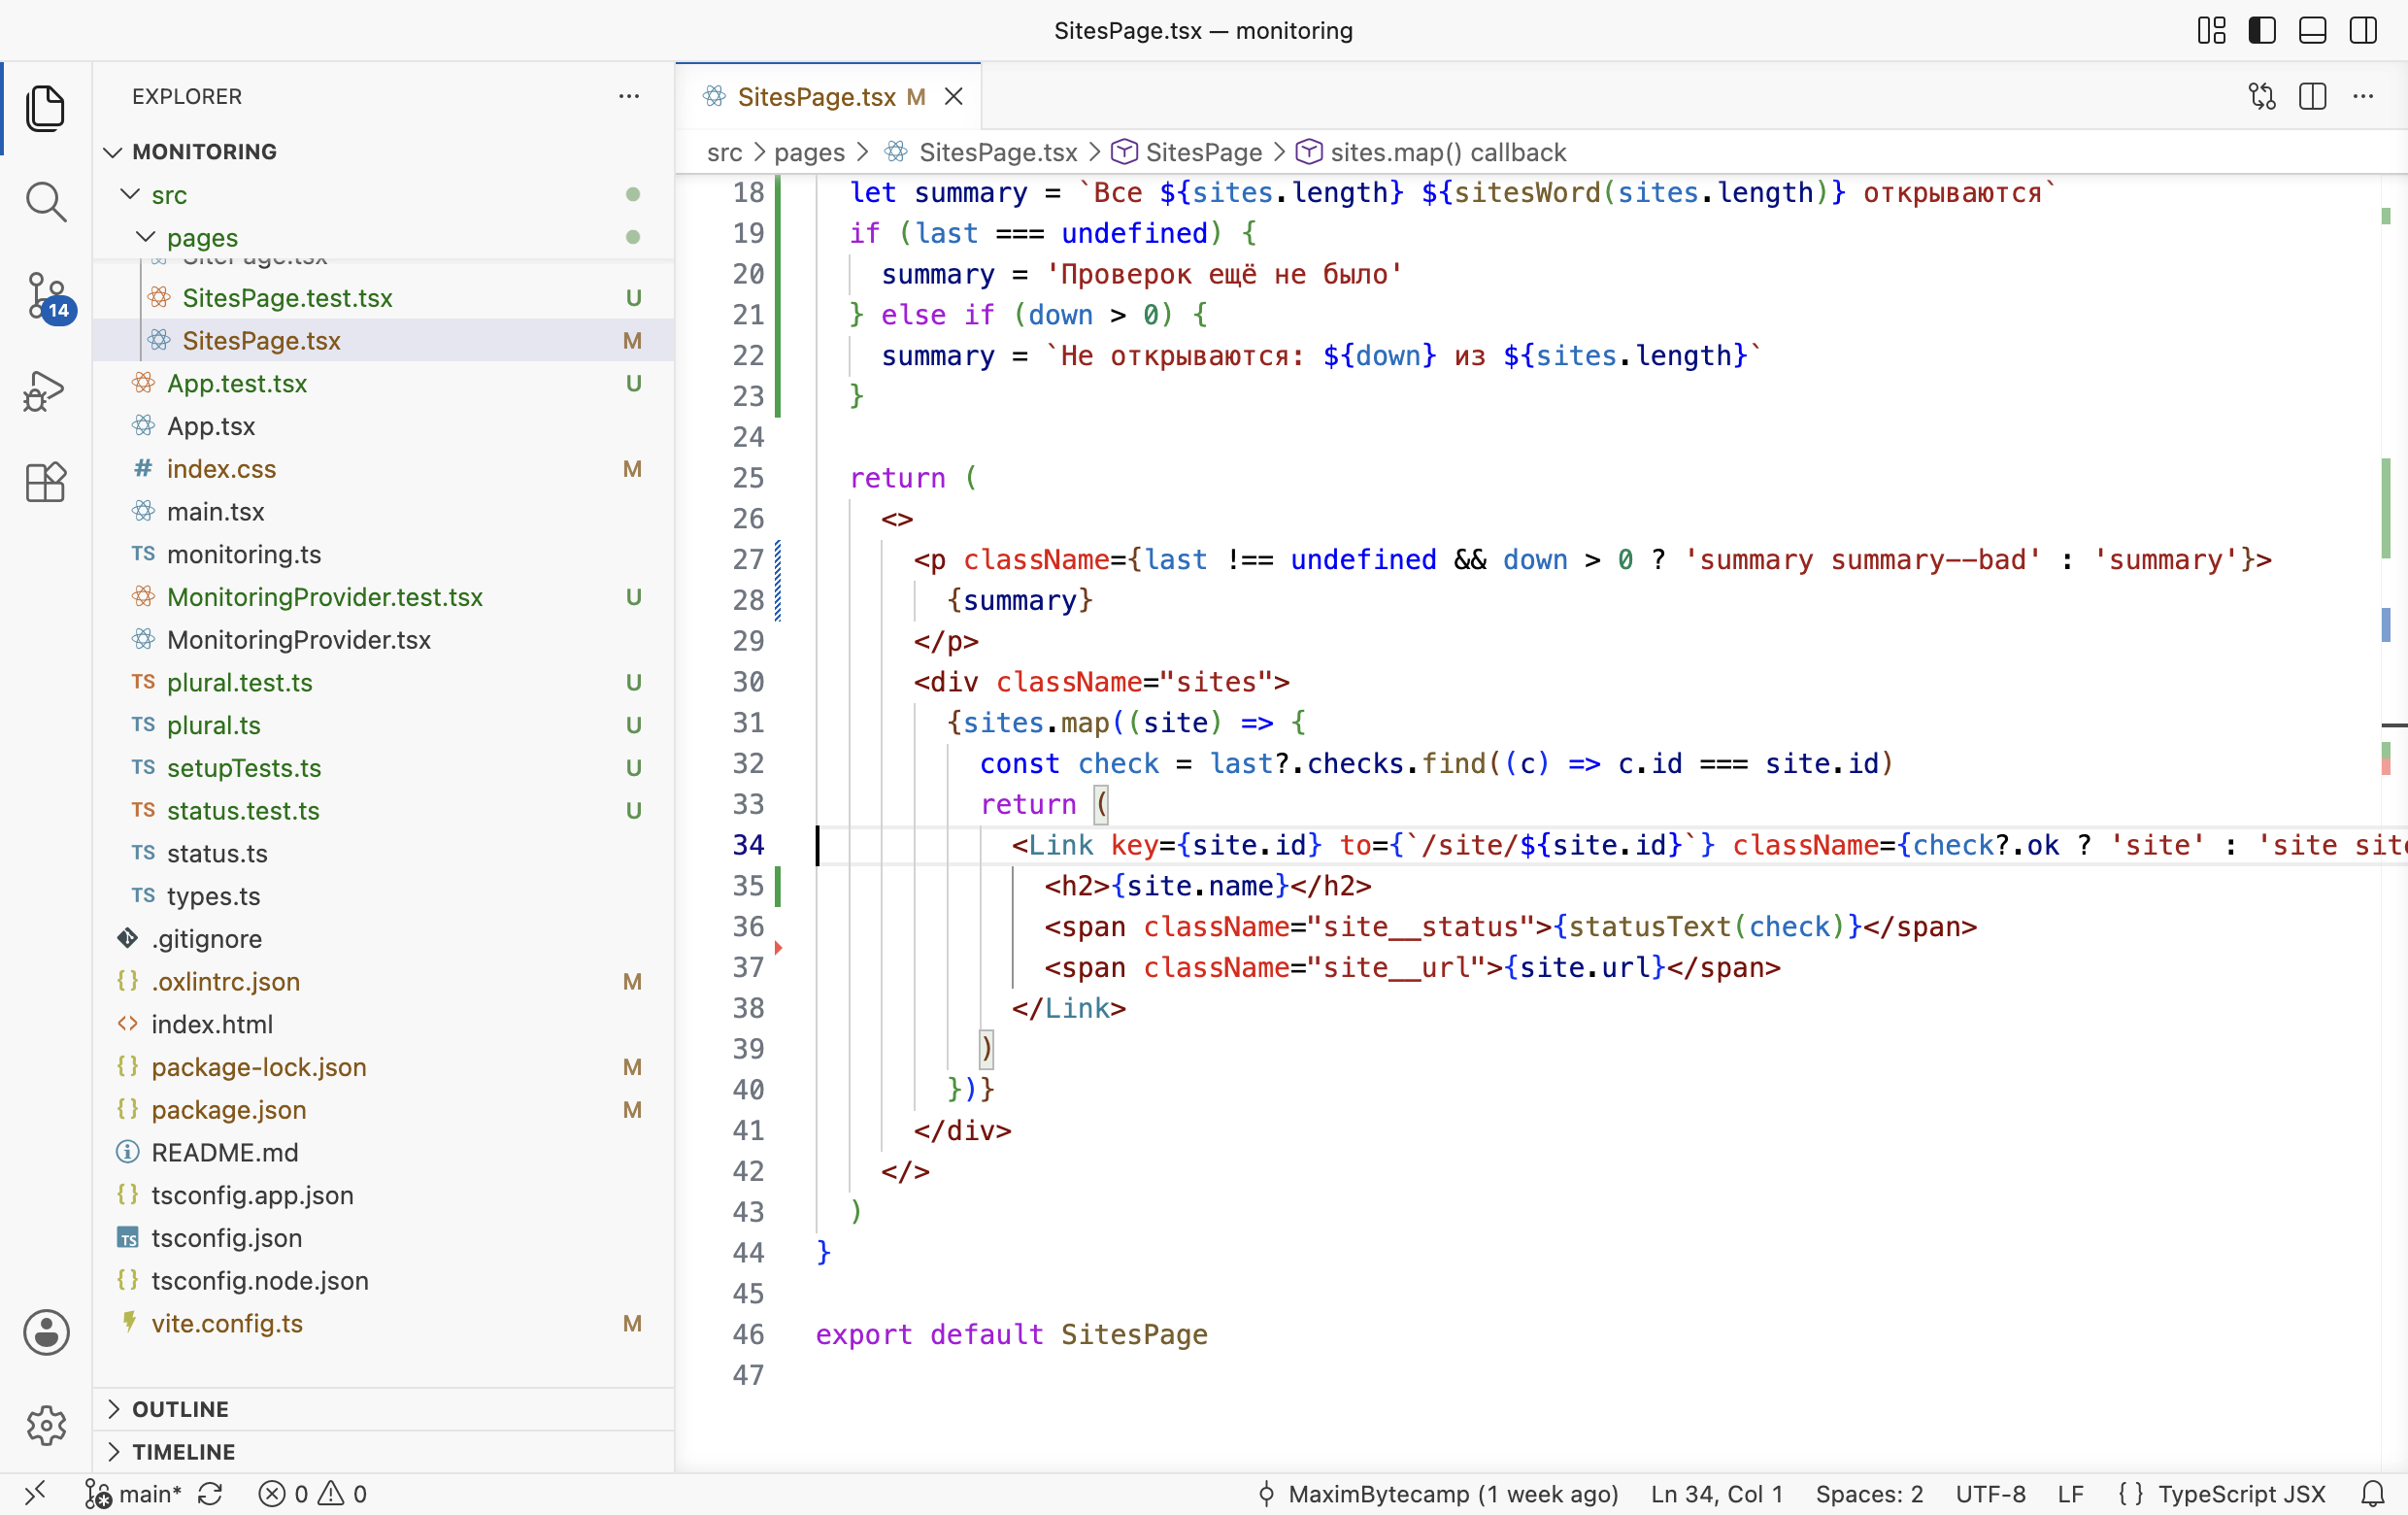 SitesPage.tsx — monitoring
EXPLORER
MONITORING
src
pages
SitePage.tsx
SitesPage.test.tsx U
SitesPage.tsx M
App.test.tsx U
App.tsx
# index.css M
main.tsx
TS monitoring.ts
MonitoringProvider.test.tsx U
MonitoringProvider.tsx
TS plural.test.ts U
TS plural.ts U
TS setupTests.ts U
TS status.test.ts U
TS status.ts
TS types.ts
.gitignore
{} .oxlintrc.json M
<> index.html
{} package-lock.json M
{} package.json M
README.md
{} tsconfig.app.json
TS tsconfig.json
{} tsconfig.node.json
vite.config.ts M
OUTLINE
TIMELINE
14
SitesPage.tsx M
src > pages > SitesPage.tsx > SitesPage > sites.map() callback
18 let summary = `Все ${sites.length} ${sitesWord(sites.length)} открываются`
19 if (last === undefined) {
20 summary = 'Проверок ещё не было'
21 } else if (down > 0) {
22 summary = `Не открываются: ${down} из ${sites.length}`
23 }
24
25 return (
26 <>
27 <p className={last !== undefined && down > 0 ? 'summary summary--bad' : 'summary'}>
28 {summary}
29 </p>
30 <div className="sites">
31 {sites.map((site) => {
32 const check = last?.checks.find((c) => c.id === site.id)
33 return (
34 <Link key={site.id} to={`/site/${site.id}`} className={check?.ok ? 'site' : 'site site
35 <h2>{site.name}</h2>
36 <span className="site__status">{statusText(check)}</span>
37 <span className="site__url">{site.url}</span>
38 </Link>
39 )
40 })}
41 </div>
42 </>
43 )
44 }
45
46 export default SitesPage
47
main* 0 0
MaximBytecamp (1 week ago) Ln 34, Col 1 Spaces: 2 UTF-8 LF {} TypeScript JSX